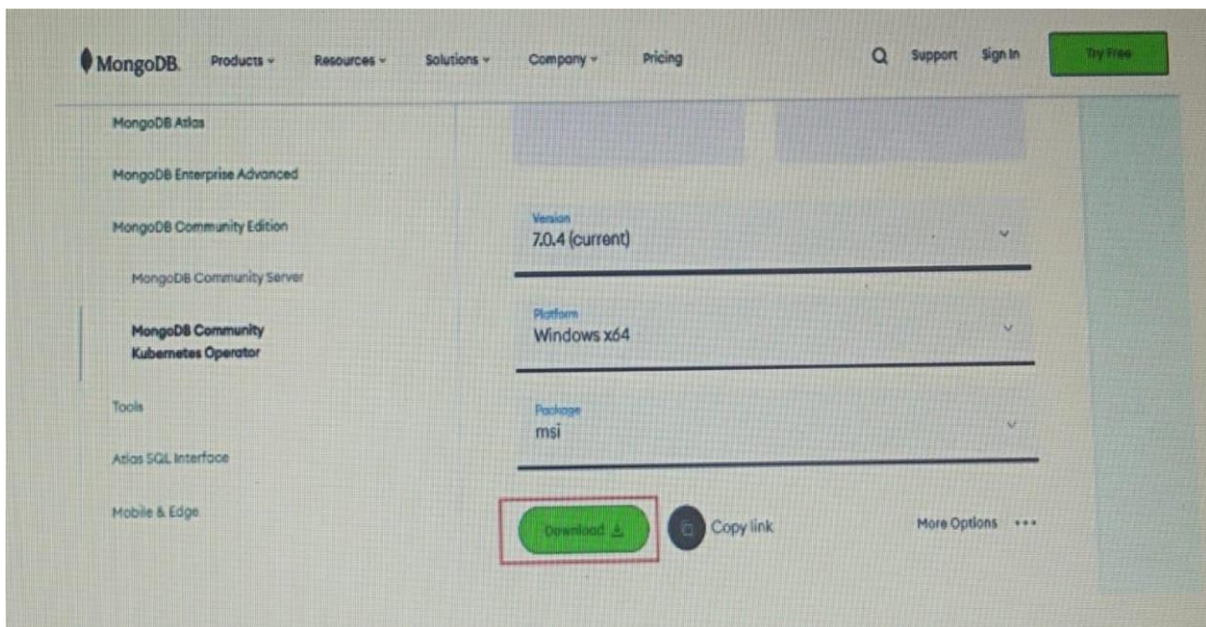 MongoDB. Products Resources Solutions Company Pricing Support Sign In Try Free
MongoDB Atlas
MongoDB Enterprise Advanced
MongoDB Community Edition
MongoDB Community Server
MongoDB Community
Kubernetes Operator
Tools
Atlas SQL Interface
Mobile & Edge
Version
7.0.4 (current)
Platform
Windows x64
Package
msi
Download Copy link More Options